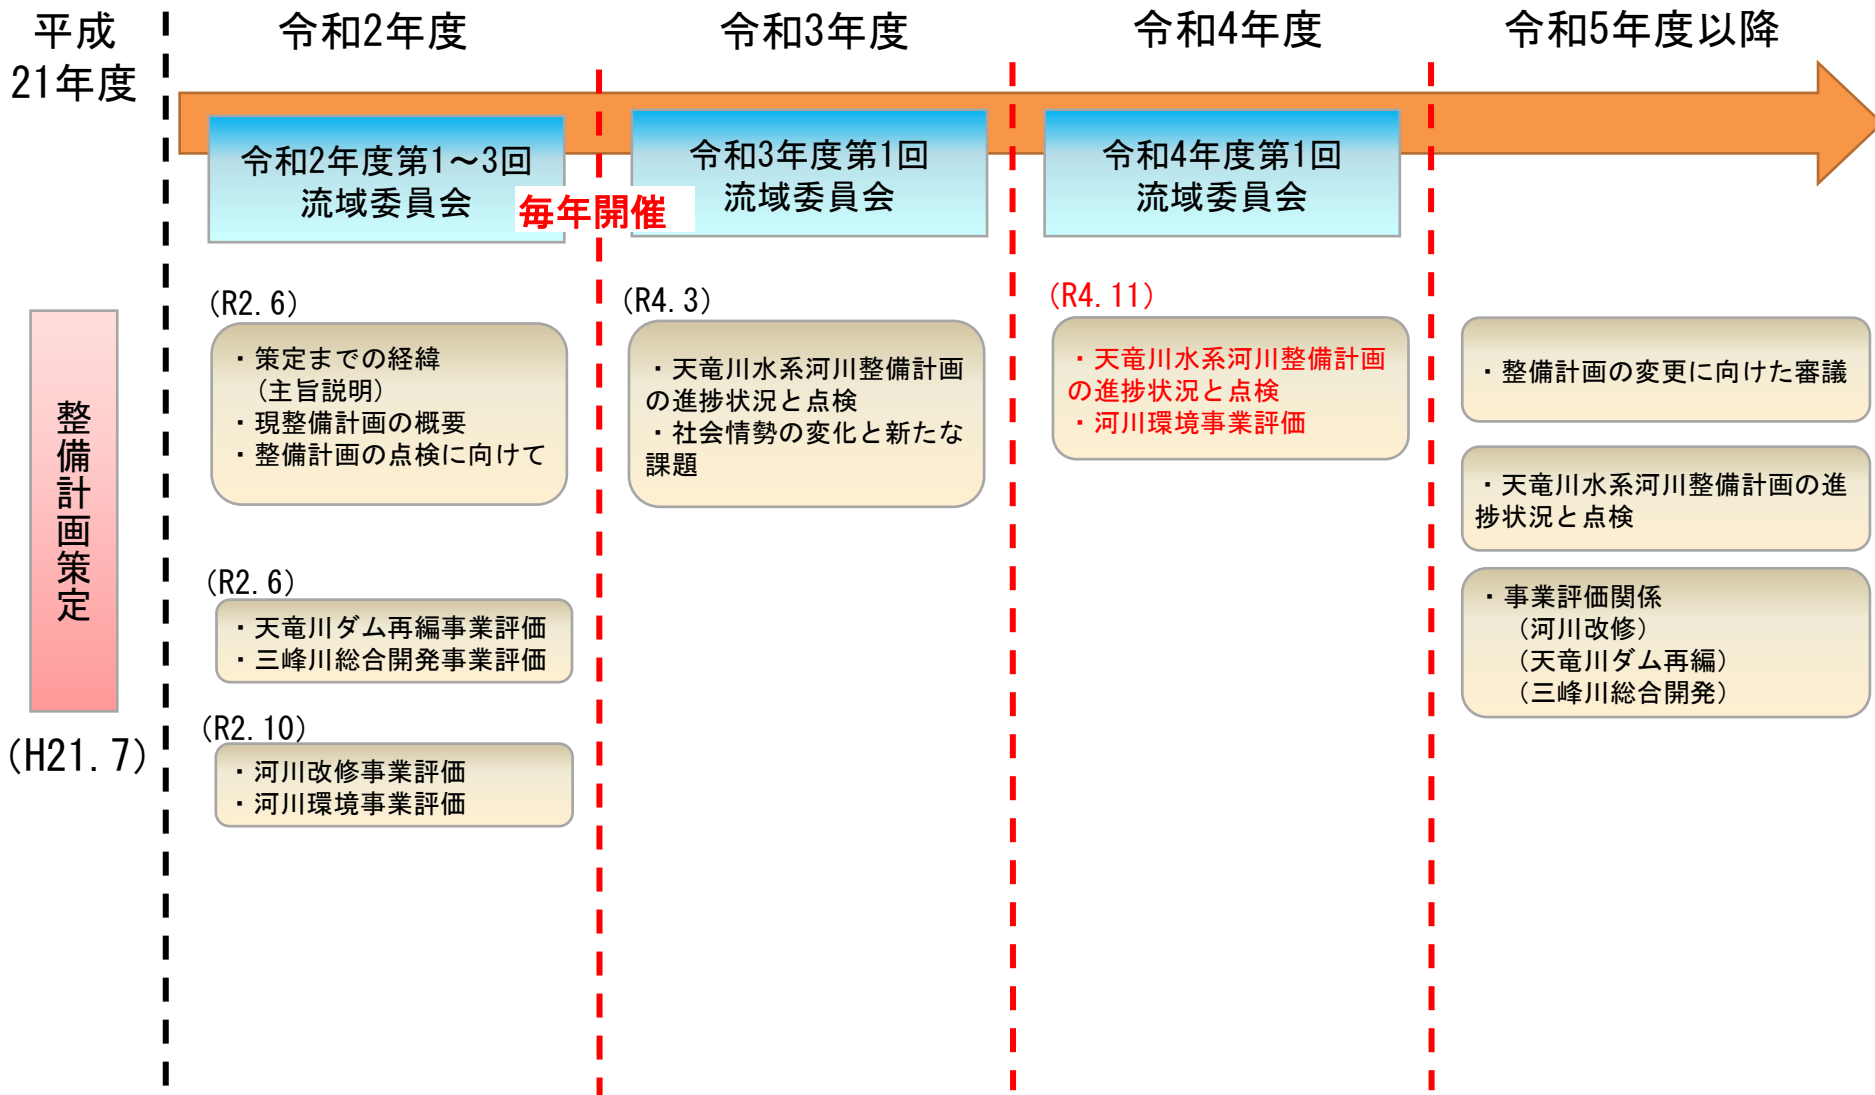 平成
21年度
令和2年度
令和3年度
令和4年度
令和5年度以降
令和2年度第1～3回
流域委員会
毎年開催
令和3年度第1回
流域委員会
令和4年度第1回
流域委員会
整備計画策定
(H21.7)
(R2.6)
・策定までの経緯
(主旨説明)
・現整備計画の概要
・整備計画の点検に向けて
(R2.6)
・天竜川ダム再編事業評価
・三峰川総合開発事業評価
(R2.10)
・河川改修事業評価
・河川環境事業評価
(R4.3)
・天竜川水系河川整備計画
の進捗状況と点検
・社会情勢の変化と新たな
課題
(R4.11)
・天竜川水系河川整備計画
の進捗状況と点検
・河川環境事業評価
・整備計画の変更に向けた審議
・天竜川水系河川整備計画の進
捗状況と点検
・事業評価関係
(河川改修)
(天竜川ダム再編)
(三峰川総合開発)